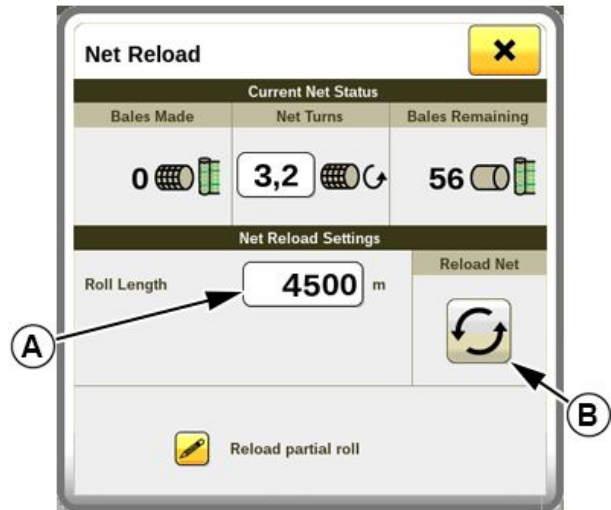 Net Reload
Current Net Status
Bales Made Net Turns Bales Remaining
0 3,2 56
Net Reload Settings
Reload Net
Roll Length 4500 m
A
B
Reload partial roll